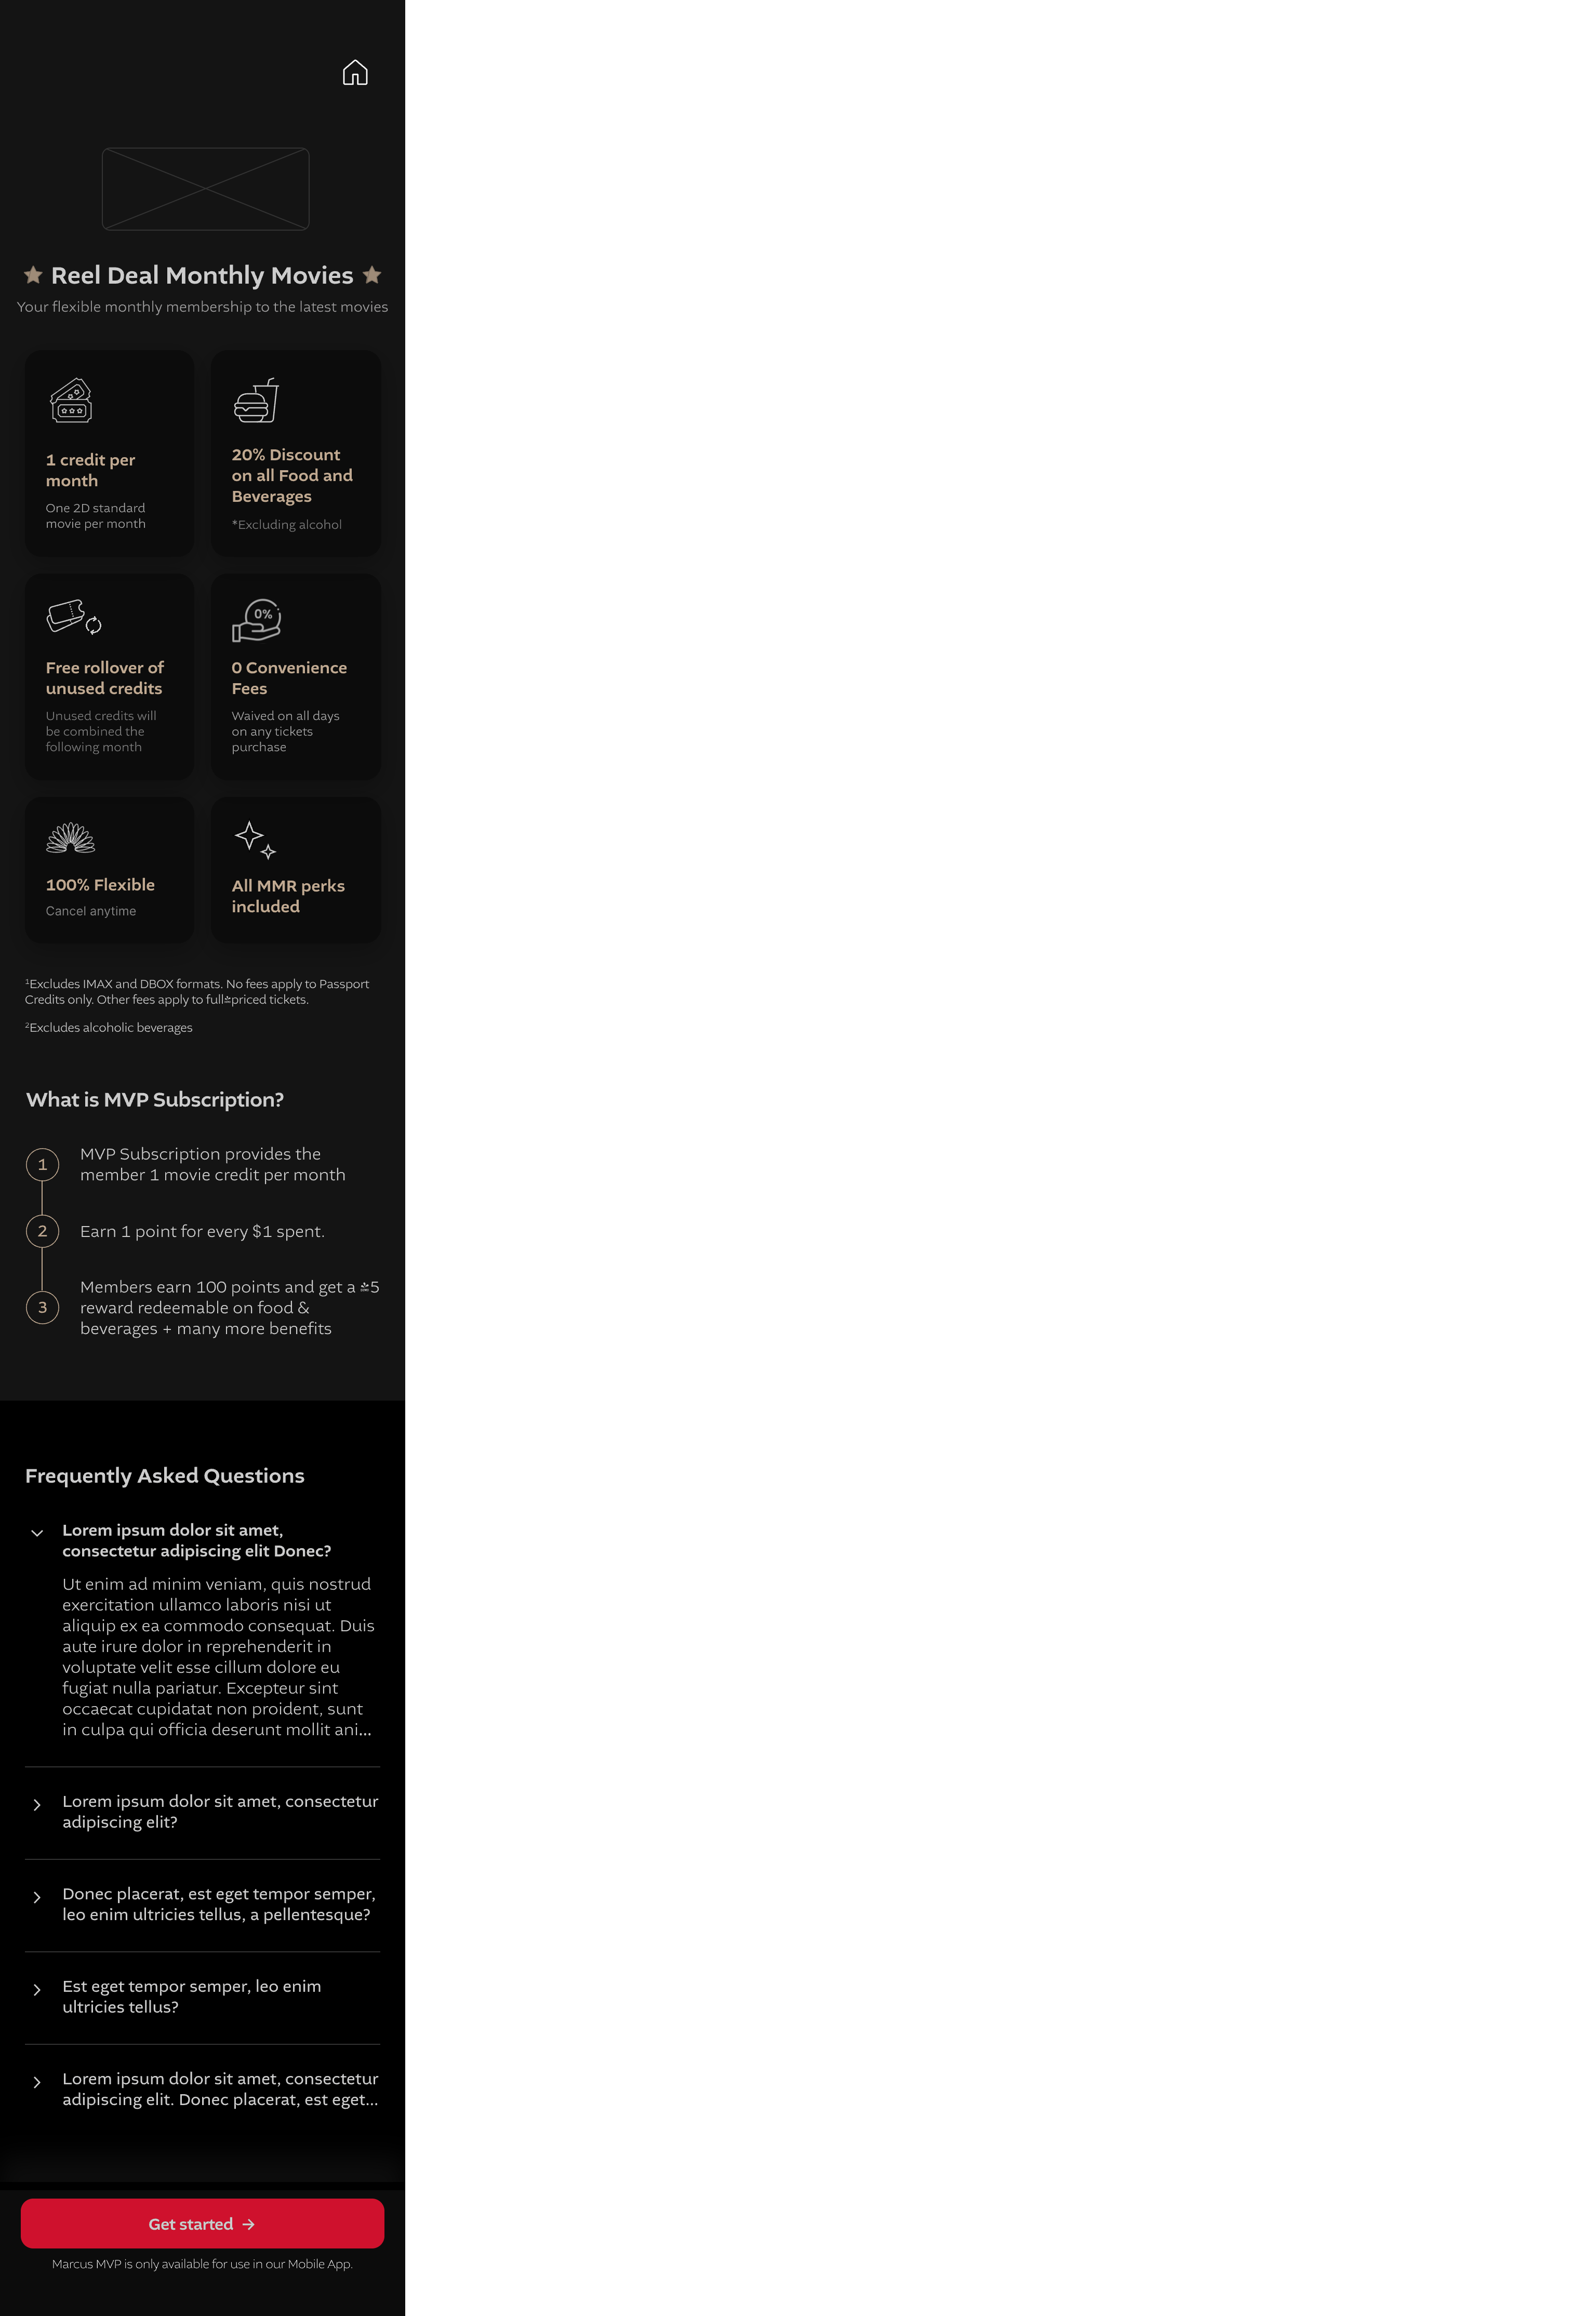 Reel Deal Monthly Movies
Your flexible monthly membership to the latest movies
1 credit per
month
One 2D standard
movie per month
20% Discount
on all Food and
Beverages
*Excluding alcohol
Free rollover of
unused credits
Unused credits will
be combined the
following month
0%
0 Convenience
Fees
Waived on all days
on any tickets
purchase
100% Flexible
Cancel anytime
All MMR perks
included
¹Excludes IMAX and DBOX formats. No fees apply to Passport
Credits only. Other fees apply to full-priced tickets.
²Excludes alcoholic beverages
What is MVP Subscription?
1
MVP Subscription provides the
member 1 movie credit per month
2
Earn 1 point for every $1 spent.
3
Members earn 100 points and get a 5
reward redeemable on food &
beverages + many more benefits
Frequently Asked Questions
Lorem ipsum dolor sit amet,
consectetur adipiscing elit Donec?
Ut enim ad minim veniam, quis nostrud
exercitation ullamco laboris nisi ut
aliquip ex ea commodo consequat. Duis
aute irure dolor in reprehenderit in
voluptate velit esse cillum dolore eu
fugiat nulla pariatur. Excepteur sint
occaecat cupidatat non proident, sunt
in culpa qui officia deserunt mollit ani...
Lorem ipsum dolor sit amet, consectetur
adipiscing elit?
Donec placerat, est eget tempor semper,
leo enim ultricies tellus, a pellentesque?
Est eget tempor semper, leo enim
ultricies tellus?
Lorem ipsum dolor sit amet, consectetur
adipiscing elit. Donec placerat, est eget...
Get started →
Marcus MVP is only available for use in our Mobile App.